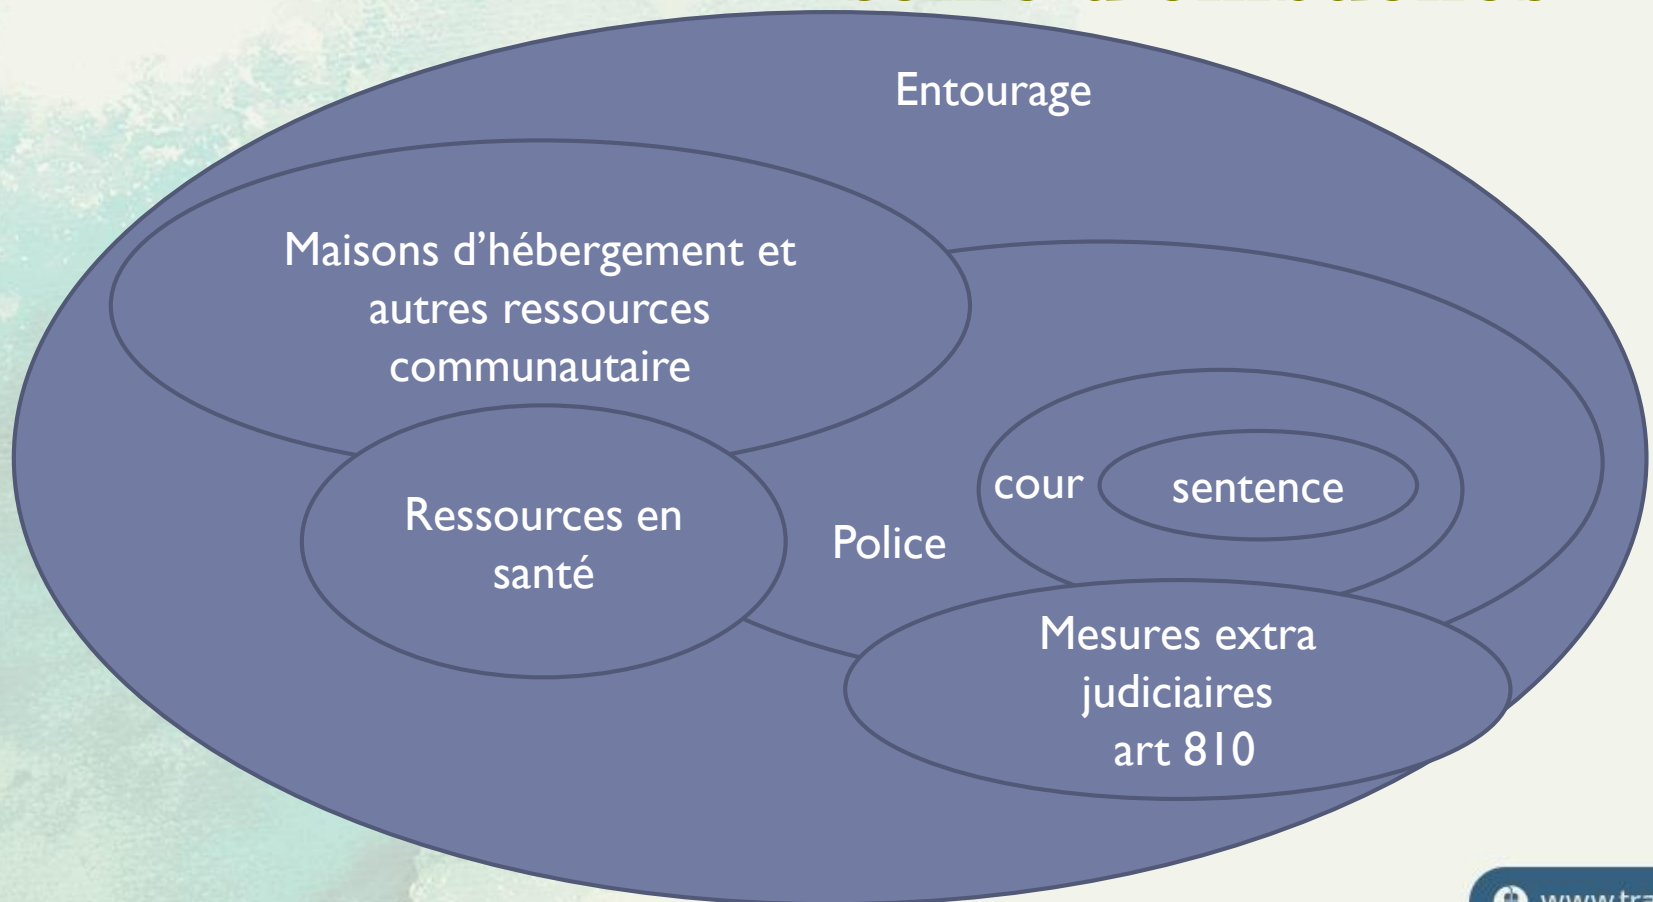 Entourage
Maisons d’hébergement et
autres ressources
communautaire
Ressources en
santé
Police
cour
sentence
Mesures extra
judiciaires
art 810